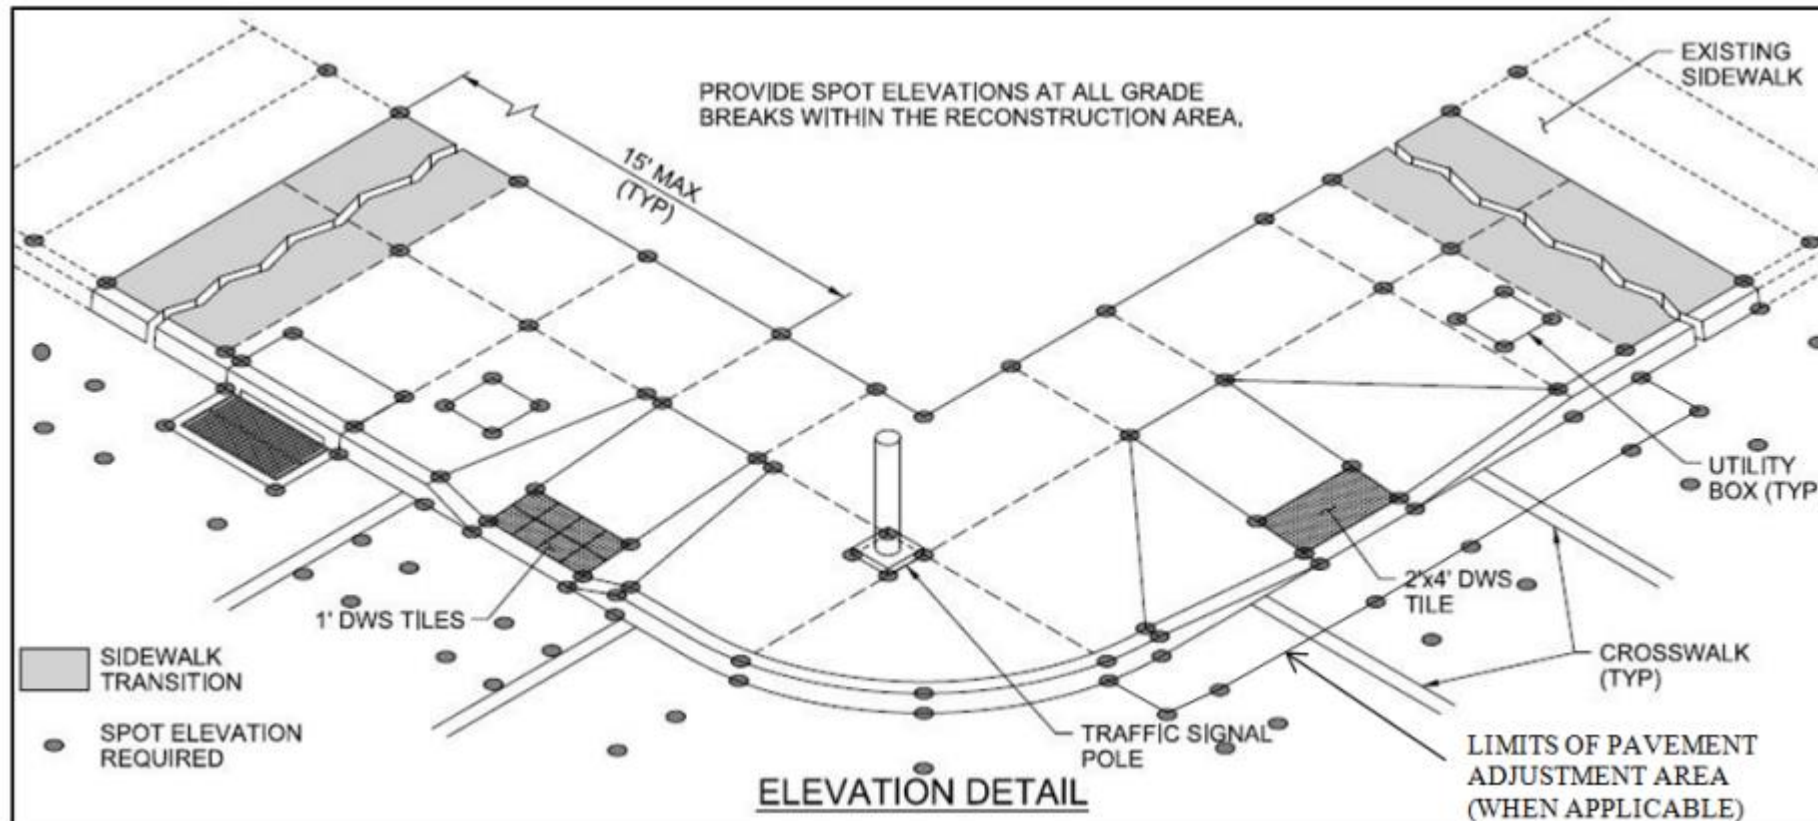 PROVIDE SPOT ELEVATIONS AT ALL GRADE
BREAKS WITHIN THE RECONSTRUCTION AREA.
EXISTING
SIDEWALK
15' MAX
(TYP)
UTILITY
BOX (TYP
1' DWS TILES
2'x4' DWS
TILE
SIDEWALK
TRANSITION
CROSSWALK
(TYP)
SPOT ELEVATION
REQUIRED
TRAFFIC SIGNAL
POLE
LIMITS OF PAVEMENT
ADJUSTMENT AREA
(WHEN APPLICABLE)
ELEVATION DETAIL